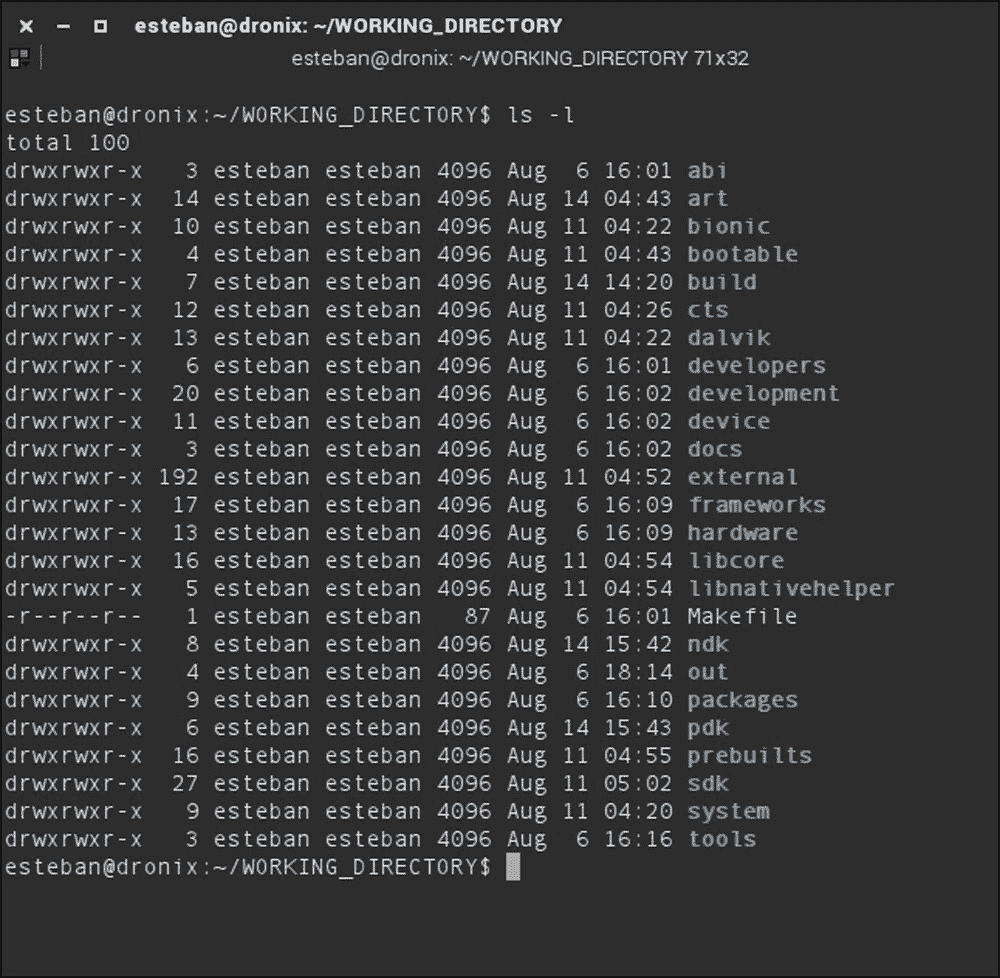 esteban@dronix: ~/WORKING_DIRECTORY
esteban@dronix: ~/WORKING_DIRECTORY 71x32
esteban@dronix:~/WORKING_DIRECTORY$ ls -l
total 100
drwxrwxr-x   3 esteban esteban 4096 Aug  6 16:01 abi
drwxrwxr-x  14 esteban esteban 4096 Aug 14 04:43 art
drwxrwxr-x  10 esteban esteban 4096 Aug 11 04:22 bionic
drwxrwxr-x   4 esteban esteban 4096 Aug 11 04:43 bootable
drwxrwxr-x   7 esteban esteban 4096 Aug 14 14:20 build
drwxrwxr-x  12 esteban esteban 4096 Aug 11 04:26 cts
drwxrwxr-x  13 esteban esteban 4096 Aug 11 04:22 dalvik
drwxrwxr-x   6 esteban esteban 4096 Aug  6 16:01 developers
drwxrwxr-x  20 esteban esteban 4096 Aug  6 16:02 development
drwxrwxr-x  11 esteban esteban 4096 Aug  6 16:02 device
drwxrwxr-x   3 esteban esteban 4096 Aug  6 16:02 docs
drwxrwxr-x 192 esteban esteban 4096 Aug 11 04:52 external
drwxrwxr-x  17 esteban esteban 4096 Aug  6 16:09 frameworks
drwxrwxr-x  13 esteban esteban 4096 Aug  6 16:09 hardware
drwxrwxr-x  16 esteban esteban 4096 Aug 11 04:54 libcore
drwxrwxr-x   5 esteban esteban 4096 Aug 11 04:54 libnativehelper
-r--r--r--   1 esteban esteban   87 Aug  6 16:01 Makefile
drwxrwxr-x   8 esteban esteban 4096 Aug 14 15:42 ndk
drwxrwxr-x   4 esteban esteban 4096 Aug  6 18:14 out
drwxrwxr-x   9 esteban esteban 4096 Aug  6 16:10 packages
drwxrwxr-x   6 esteban esteban 4096 Aug 14 15:43 pdk
drwxrwxr-x  16 esteban esteban 4096 Aug 11 04:55 prebuilts
drwxrwxr-x  27 esteban esteban 4096 Aug 11 05:02 sdk
drwxrwxr-x   9 esteban esteban 4096 Aug 11 04:20 system
drwxrwxr-x   3 esteban esteban 4096 Aug  6 16:16 tools
esteban@dronix:~/WORKING_DIRECTORY$